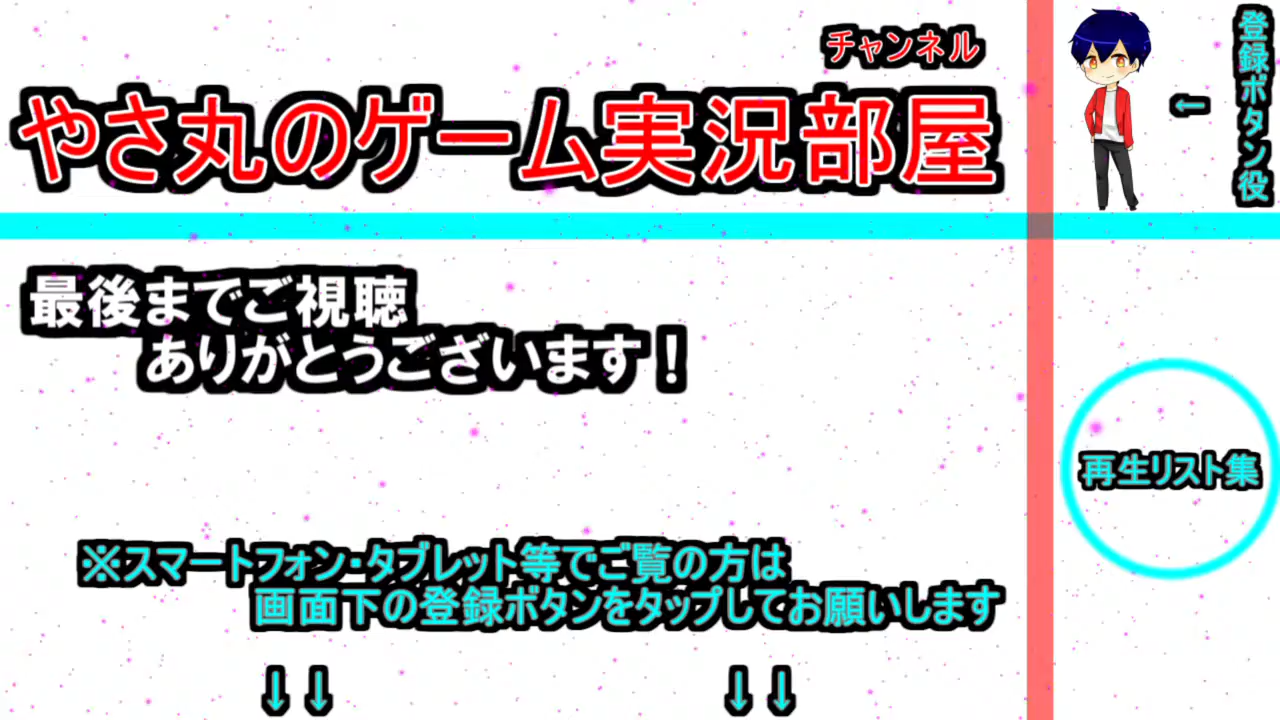 チャンネル
やさ丸のゲーム実況部屋
登録ボタン役
←
最後までご視聴
ありがとうございます！
再生リスト集
※スマートフォン・タブレット等でご覧の方は
画面下の登録ボタンをタップしてお願いします
↓↓ ↓↓